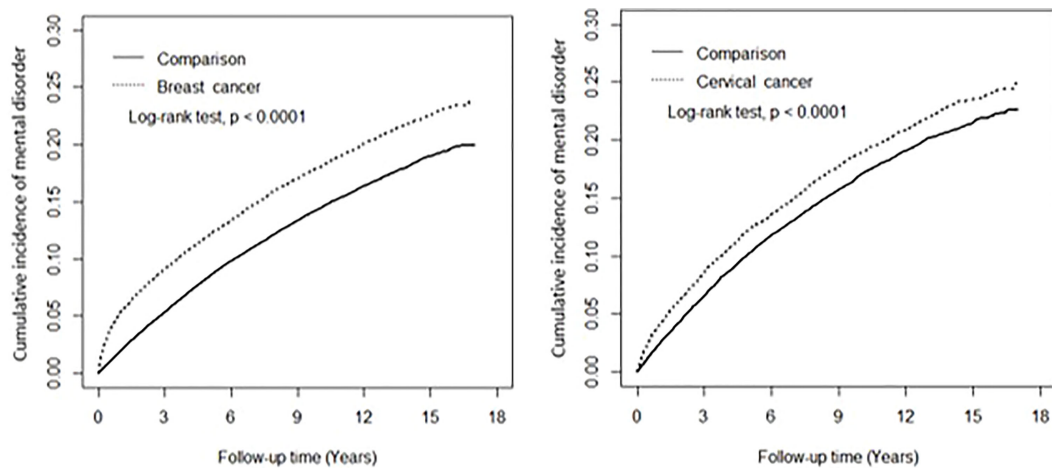 Cumulative incidence of mental disorder
0.30
0.25
0.20
0.15
0.10
0.05
0.00
Comparison
Breast cancer
Log-rank test, p < 0.0001
0 3 6 9 12 15 18
Follow-up time (Years)
Cumulative incidence of mental disorder
0.30
0.25
0.20
0.15
0.10
0.05
0.00
Comparison
Cervical cancer
Log-rank test, p < 0.0001
0 3 6 9 12 15 18
Follow-up time (Years)